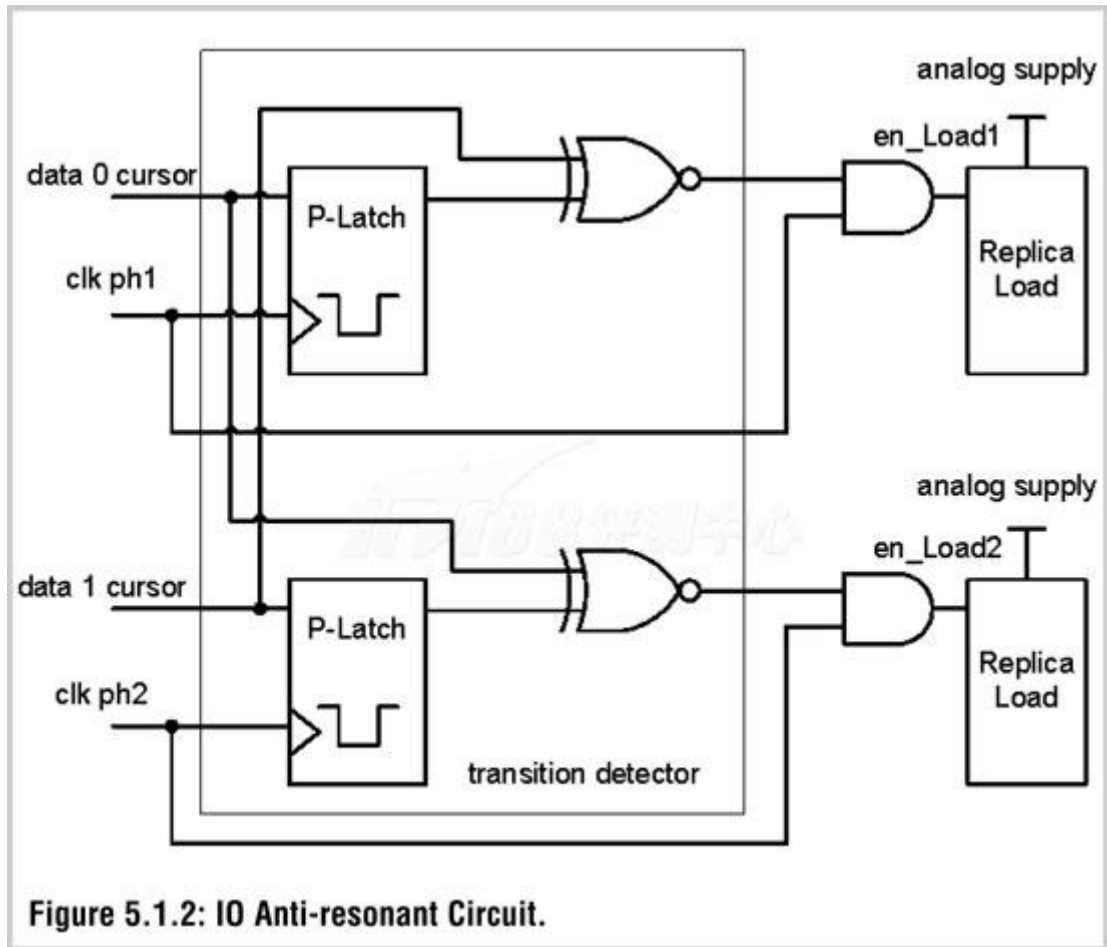 analog supply
en_Load1
data 0 cursor
P-Latch
clk ph1
Replica
Load
analog supply
en_Load2
data 1 cursor
P-Latch
Replica
Load
clk ph2
transition detector
Figure 5.1.2: IO Anti-resonant Circuit.